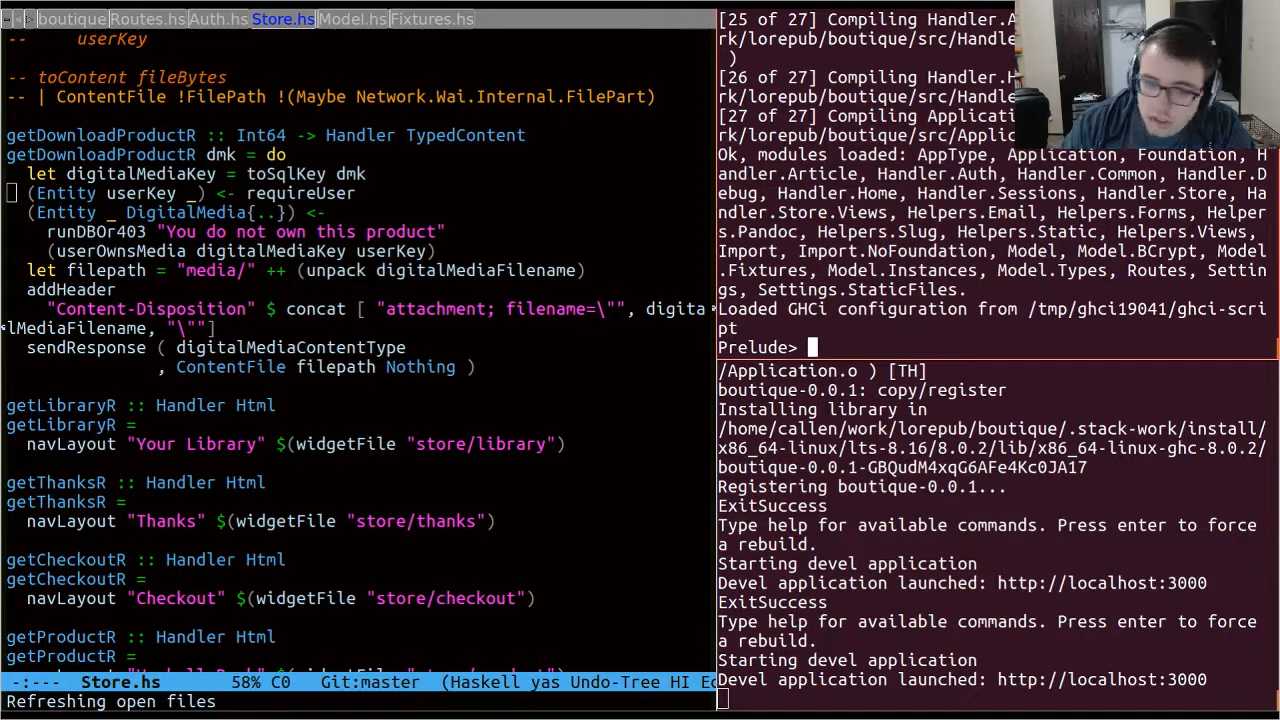 boutique Routes.hs Auth.hs Store.hs Model.hs Fixtures.hs
--     userKey
-- toContent fileBytes
-- | ContentFile !FilePath !(Maybe Network.Wai.Internal.FilePart)
getDownloadProductR :: Int64 -> Handler TypedContent
getDownloadProductR dmk = do
  let digitalMediaKey = toSqlKey dmk
  (Entity userKey _) <- requireUser
  (Entity _ DigitalMedia{..}) <-
    runDBOr403 "You do not own this product"
    (userOwnsMedia digitalMediaKey userKey)
  let filepath = "media/" ++ (unpack digitalMediaFilename)
  addHeader
    "Content-Disposition" $ concat [ "attachment; filename=\"", digita
lMediaFilename, "\""]
  sendResponse ( digitalMediaContentType
               , ContentFile filepath Nothing )
getLibraryR :: Handler Html
getLibraryR =
  navLayout "Your Library" $(widgetFile "store/library")
getThanksR :: Handler Html
getThanksR =
  navLayout "Thanks" $(widgetFile "store/thanks")
getCheckoutR :: Handler Html
getCheckoutR =
  navLayout "Checkout" $(widgetFile "store/checkout")
getProductR :: Handler Html
getProductR =
-:---  Store.hs       58% C0   Git:master  (Haskell yas Undo-Tree HI Ec
Refreshing open files
[25 of 27] Compiling Handler.A
rk/lorepub/boutique/src/Handle
 )
[26 of 27] Compiling Handler.H
rk/lorepub/boutique/src/Handle
[27 of 27] Compiling Applicati
rk/lorepub/boutique/src/Applic
Ok, modules loaded: AppType, Application, Foundation, H
andler.Article, Handler.Auth, Handler.Common, Handler.D
ebug, Handler.Home, Handler.Sessions, Handler.Store, Ha
ndler.Store.Views, Helpers.Email, Helpers.Forms, Helper
s.Pandoc, Helpers.Slug, Helpers.Static, Helpers.Views,
Import, Import.NoFoundation, Model, Model.BCrypt, Model
.Fixtures, Model.Instances, Model.Types, Routes, Settin
gs, Settings.StaticFiles.
Loaded GHCi configuration from /tmp/ghci19041/ghci-scri
pt
Prelude>
/Application.o ) [TH]
boutique-0.0.1: copy/register
Installing library in
/home/callen/work/lorepub/boutique/.stack-work/install/
x86_64-linux/lts-8.16/8.0.2/lib/x86_64-linux-ghc-8.0.2/
boutique-0.0.1-GBQudM4xqG6AFe4Kc0JA17
Registering boutique-0.0.1...
ExitSuccess
Type help for available commands. Press enter to force
a rebuild.
Starting devel application
Devel application launched: http://localhost:3000
ExitSuccess
Type help for available commands. Press enter to force
a rebuild.
Starting devel application
Devel application launched: http://localhost:3000